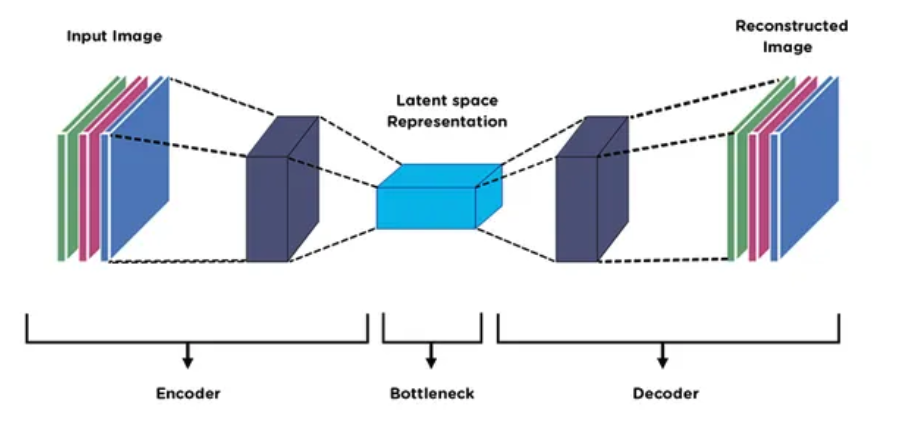 Input Image
Reconstructed
Image
Latent space
Representation
Encoder
Bottleneck
Decoder